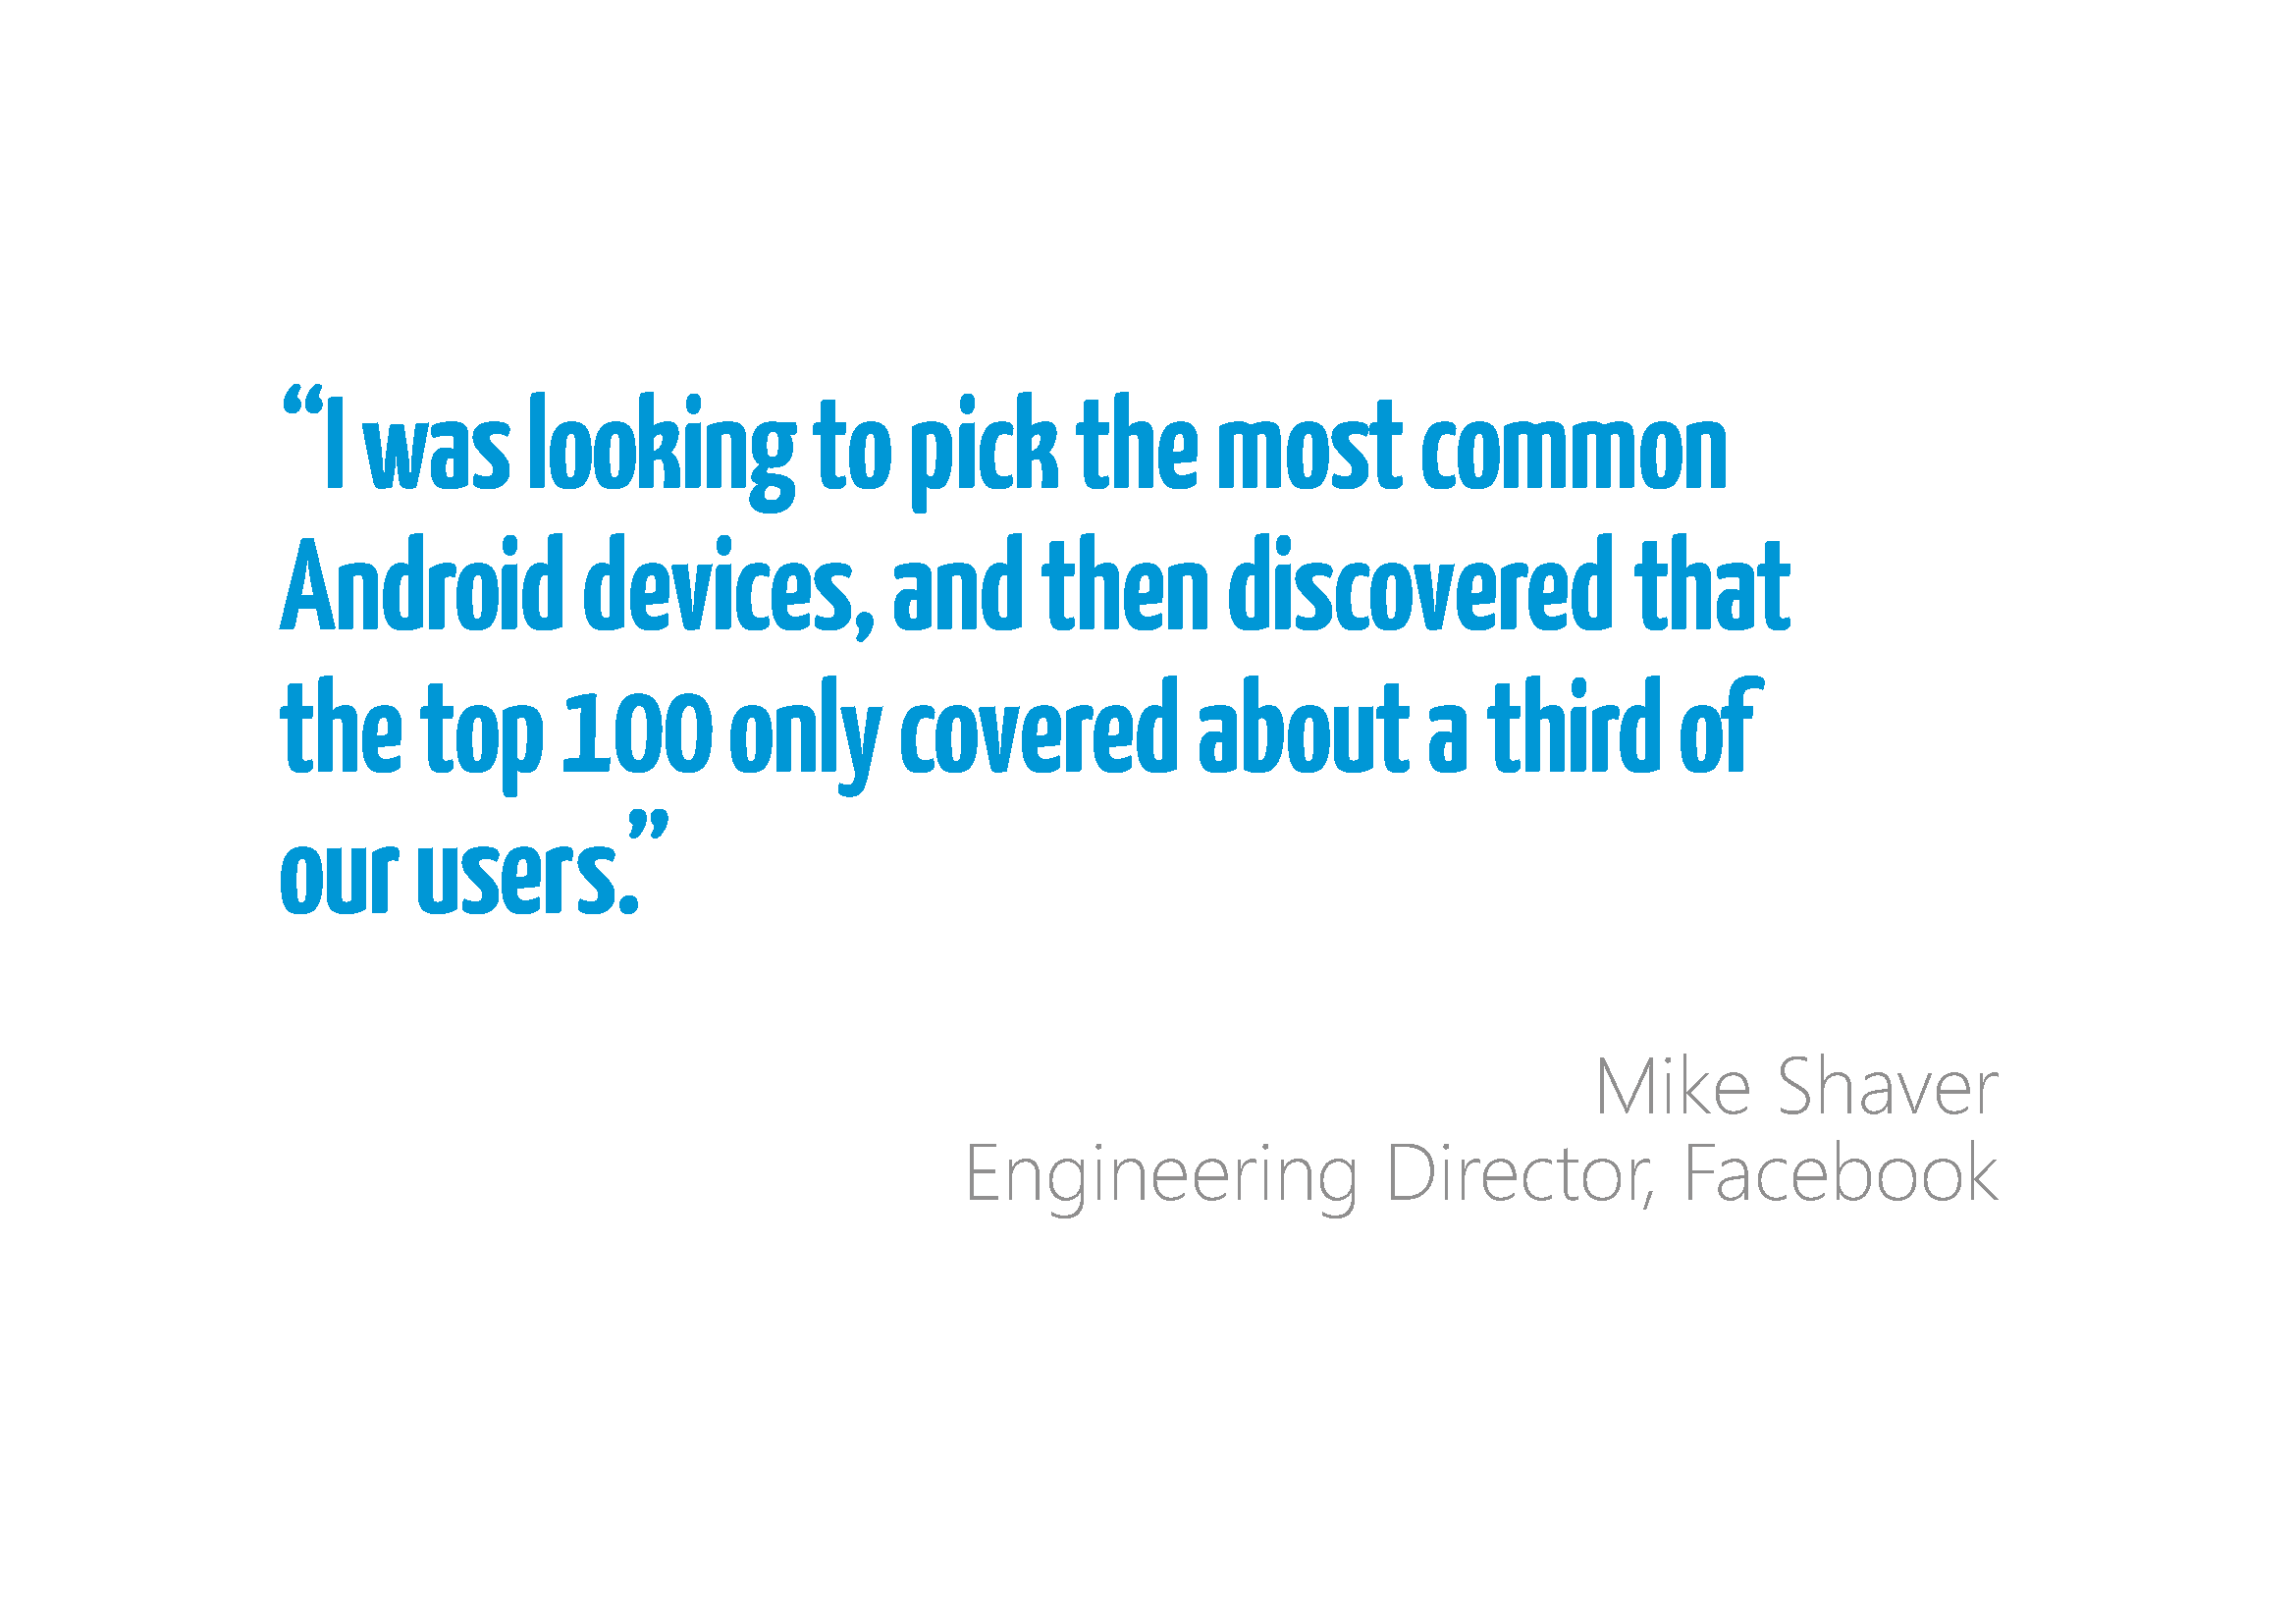 “I was looking to pick the most common
Android devices, and then discovered that
the top 100 only covered about a third of
our users.”
Mike Shaver
Engineering Director, Facebook